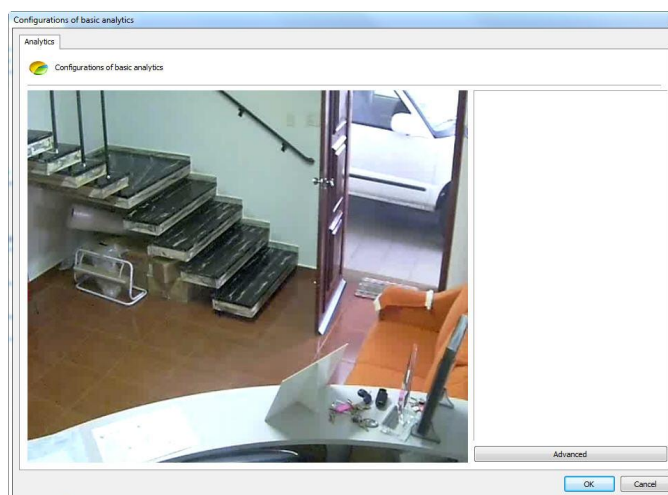 Configurations of basic analytics
Analytics
Configurations of basic analytics
Advanced
OK
Cancel